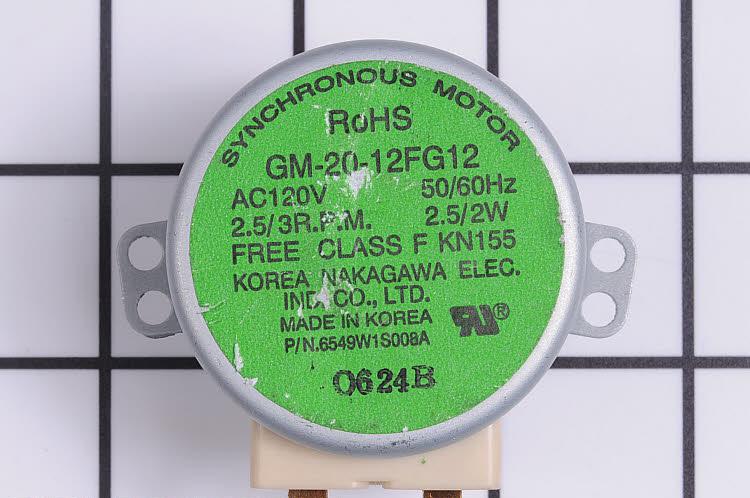 SYNCHRONOUS MOTOR
RoHS
GM-20-12FG12
AC120V 50/60Hz
2.5/3R.P.M. 2.5/2W
FREE CLASS F KN155
KOREA NAKAGAWA ELEC.
IND. CO., LTD.
MADE IN KOREA
P/N.6549W1S008A
0624B